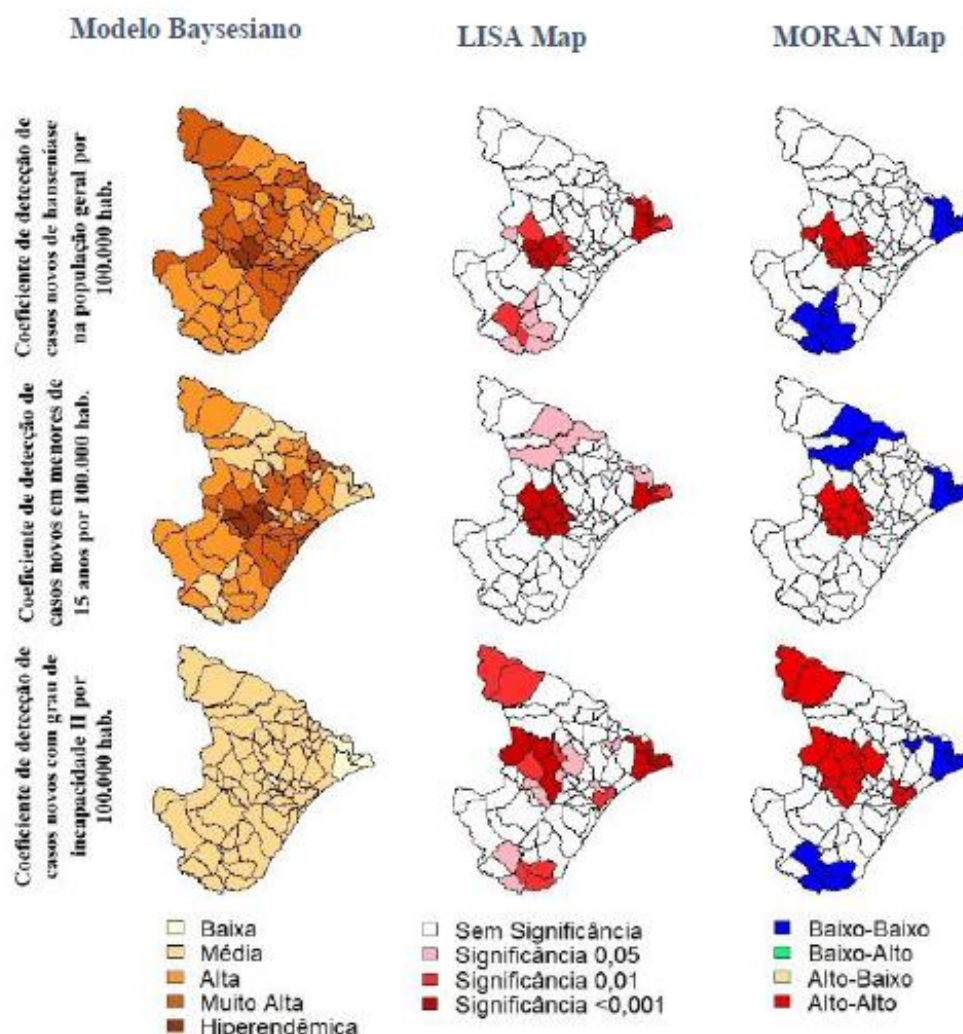 Modelo Baysesiano
LISA Map
MORAN Map
Coeficiente de detecção de
casos novos de hanseníase
na população geral por
100.000 hab.
Coeficiente de detecção de
casos novos em menores de
15 anos por 100.000 hab.
Coeficiente de detecção de
casos novos com grau de
incapacidade II por
100.000 hab.
Baixa
Média
Alta
Muito Alta
Hiperendêmica
Sem Significância
Significância 0,05
Significância 0,01
Significância <0,001
Baixo-Baixo
Baixo-Alto
Alto-Baixo
Alto-Alto